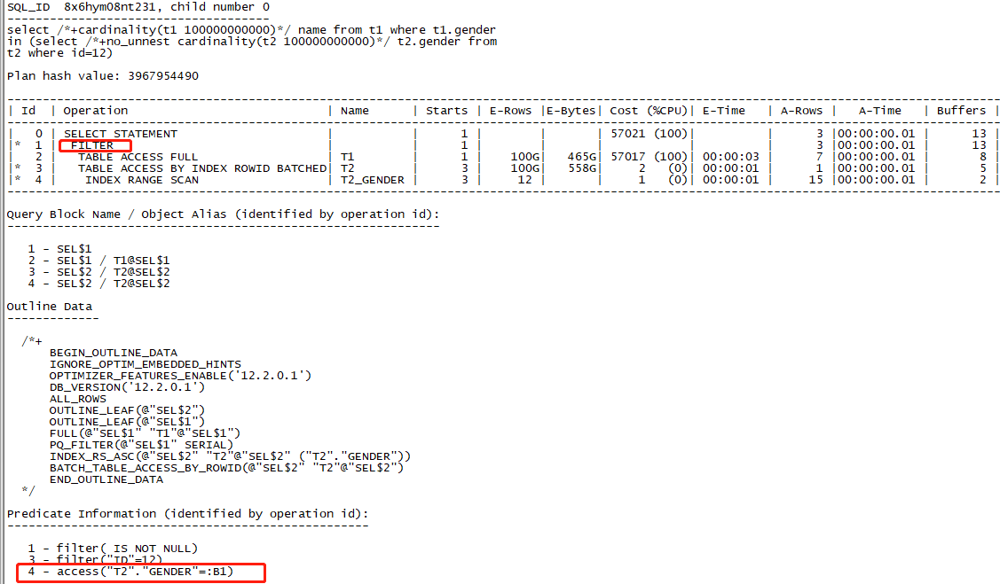 SQL_ID  8x6hym08nt231, child number 0
-------------------------------------
select /*+cardinality(t1 100000000000)*/ name from t1 where t1.gender
in (select /*+no_unnest cardinality(t2 100000000000)*/ t2.gender from
t2 where id=12)
Plan hash value: 3967954490
| Id  | Operation                            | Name      | Starts | E-Rows |E-Bytes| Cost (%CPU)| E-Time   | A-Rows |   A-Time   | Buffers |
|   0 | SELECT STATEMENT                     |           |      1 |        |       | 57021 (100)|          |      3 |00:00:00.01 |      13 |
|*  1 |  FILTER                              |           |      1 |        |       |            |          |      3 |00:00:00.01 |      13 |
|   2 |   TABLE ACCESS FULL                  | T1        |      1 |   100G|   465G| 57017 (100)| 00:00:03 |      7 |00:00:00.01 |       8 |
|*  3 |   TABLE ACCESS BY INDEX ROWID BATCHED| T2        |      3 |   100G|   558G|     2   (0)| 00:00:01 |      1 |00:00:00.01 |       5 |
|*  4 |    INDEX RANGE SCAN                  | T2_GENDER |      3 |    12 |       |     1   (0)| 00:00:01 |     15 |00:00:00.01 |       2 |
Query Block Name / Object Alias (identified by operation id):
-------------------------------------------------------------
1 - SEL$1
2 - SEL$1 / T1@SEL$1
3 - SEL$2 / T2@SEL$2
4 - SEL$2 / T2@SEL$2
Outline Data
-------------
/*+
BEGIN_OUTLINE_DATA
IGNORE_OPTIM_EMBEDDED_HINTS
OPTIMIZER_FEATURES_ENABLE('12.2.0.1')
DB_VERSION('12.2.0.1')
ALL_ROWS
OUTLINE_LEAF(@"SEL$2")
OUTLINE_LEAF(@"SEL$1")
FULL(@"SEL$1" "T1"@"SEL$1")
PQ_FILTER(@"SEL$1" SERIAL)
INDEX_RS_ASC(@"SEL$2" "T2"@"SEL$2" ("T2"."GENDER"))
BATCH_TABLE_ACCESS_BY_ROWID(@"SEL$2" "T2"@"SEL$2")
END_OUTLINE_DATA
*/
Predicate Information (identified by operation id):
---------------------------------------------------
1 - filter( IS NOT NULL)
3 - filter("ID"=12)
4 - access("T2"."GENDER"=:B1)